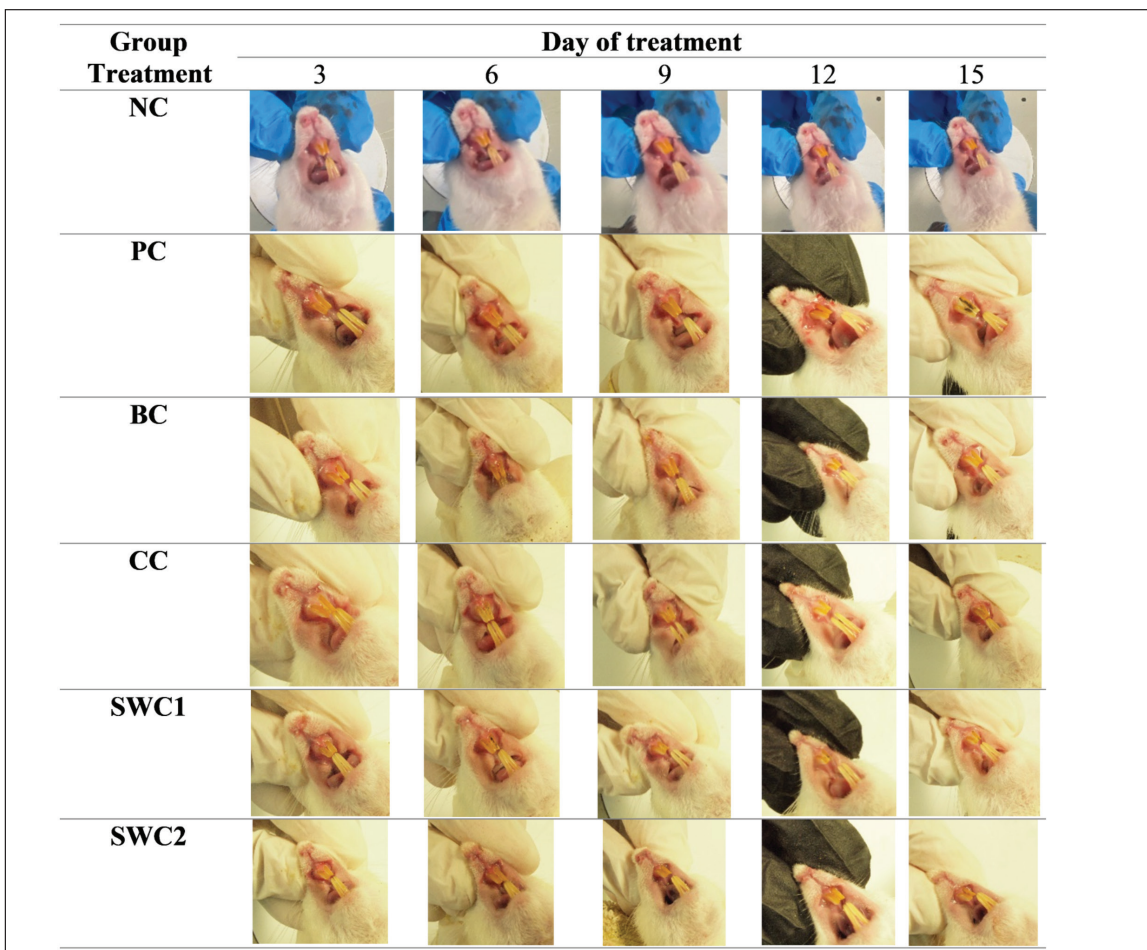 Group Day of treatment
Treatment 3 6 9 12 15
NC
PC
BC
CC
SWC1
SWC2